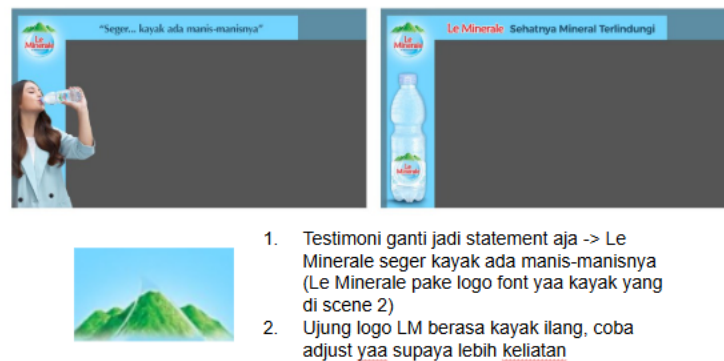 "Seger... kayak ada manis-manisnya"
Le
Minerale
Le Minerale Sehatnya Mineral Terlindungi
Le
Minerale
Le
Minerale
1. Testimoni ganti jadi statement aja -> Le
Minerale seger kayak ada manis-manisnya
(Le Minerale pake logo font yaa kayak yang
di scene 2)
2. Ujung logo LM berasa kayak ilang, coba
adjust yaa supaya lebih keliatan